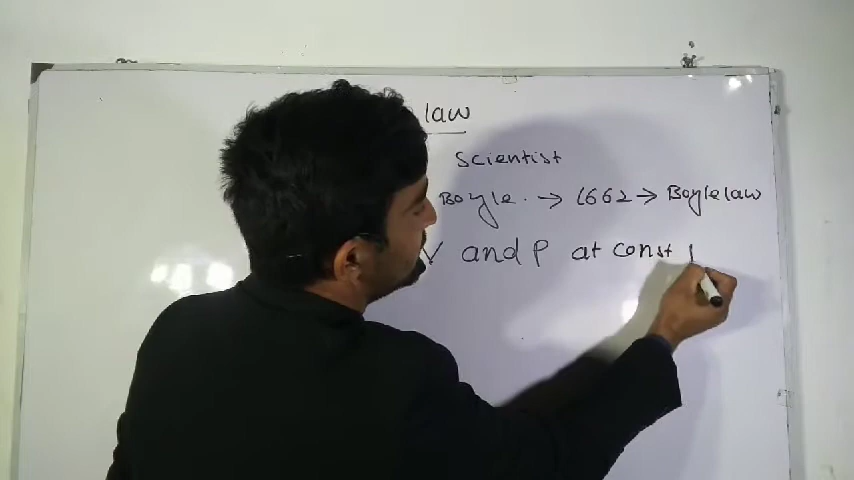 law
Scientist
Boyle. → 1662 → Boyle law
V and P at const